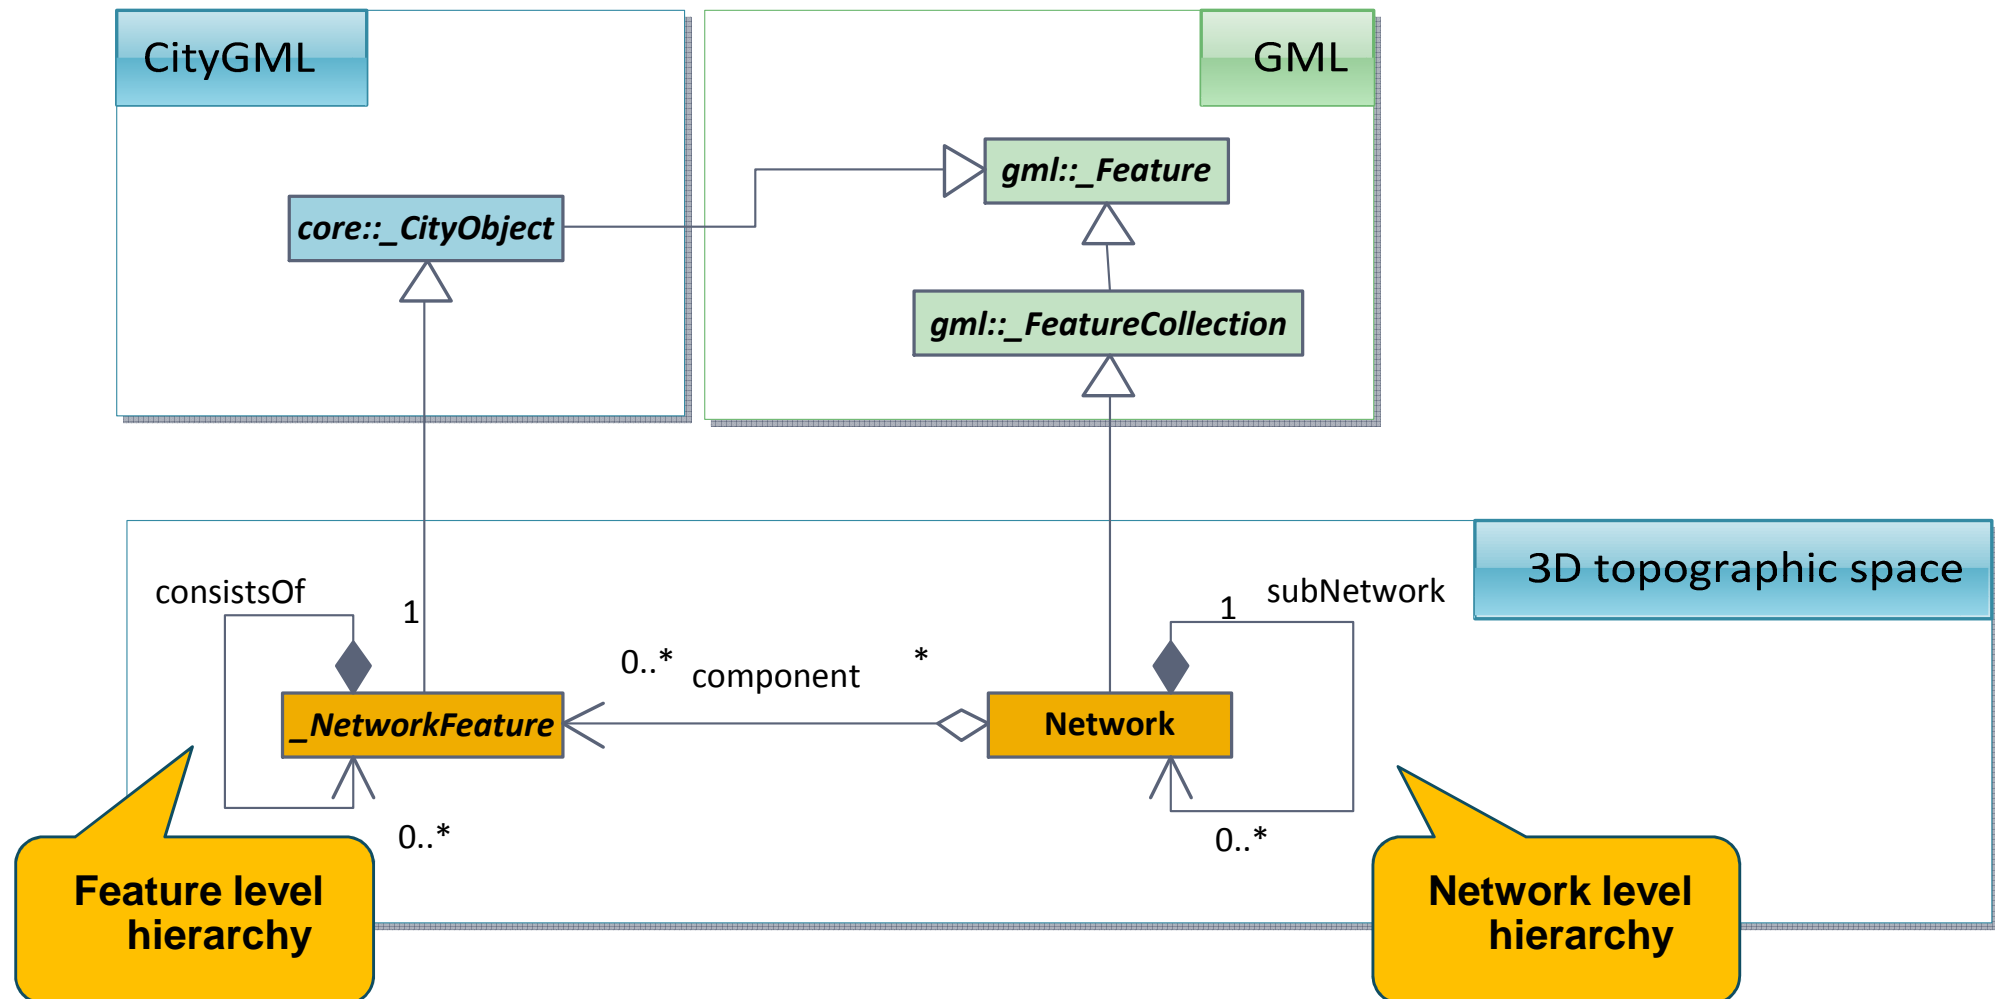 CityGML
GML
gml::_Feature
core::_CityObject
gml::_FeatureCollection
3D topographic space
consistsOf
1
1
subNetwork
0..*
component
*
_NetworkFeature
Network
0..*
0..*
Feature level
hierarchy
Network level
hierarchy